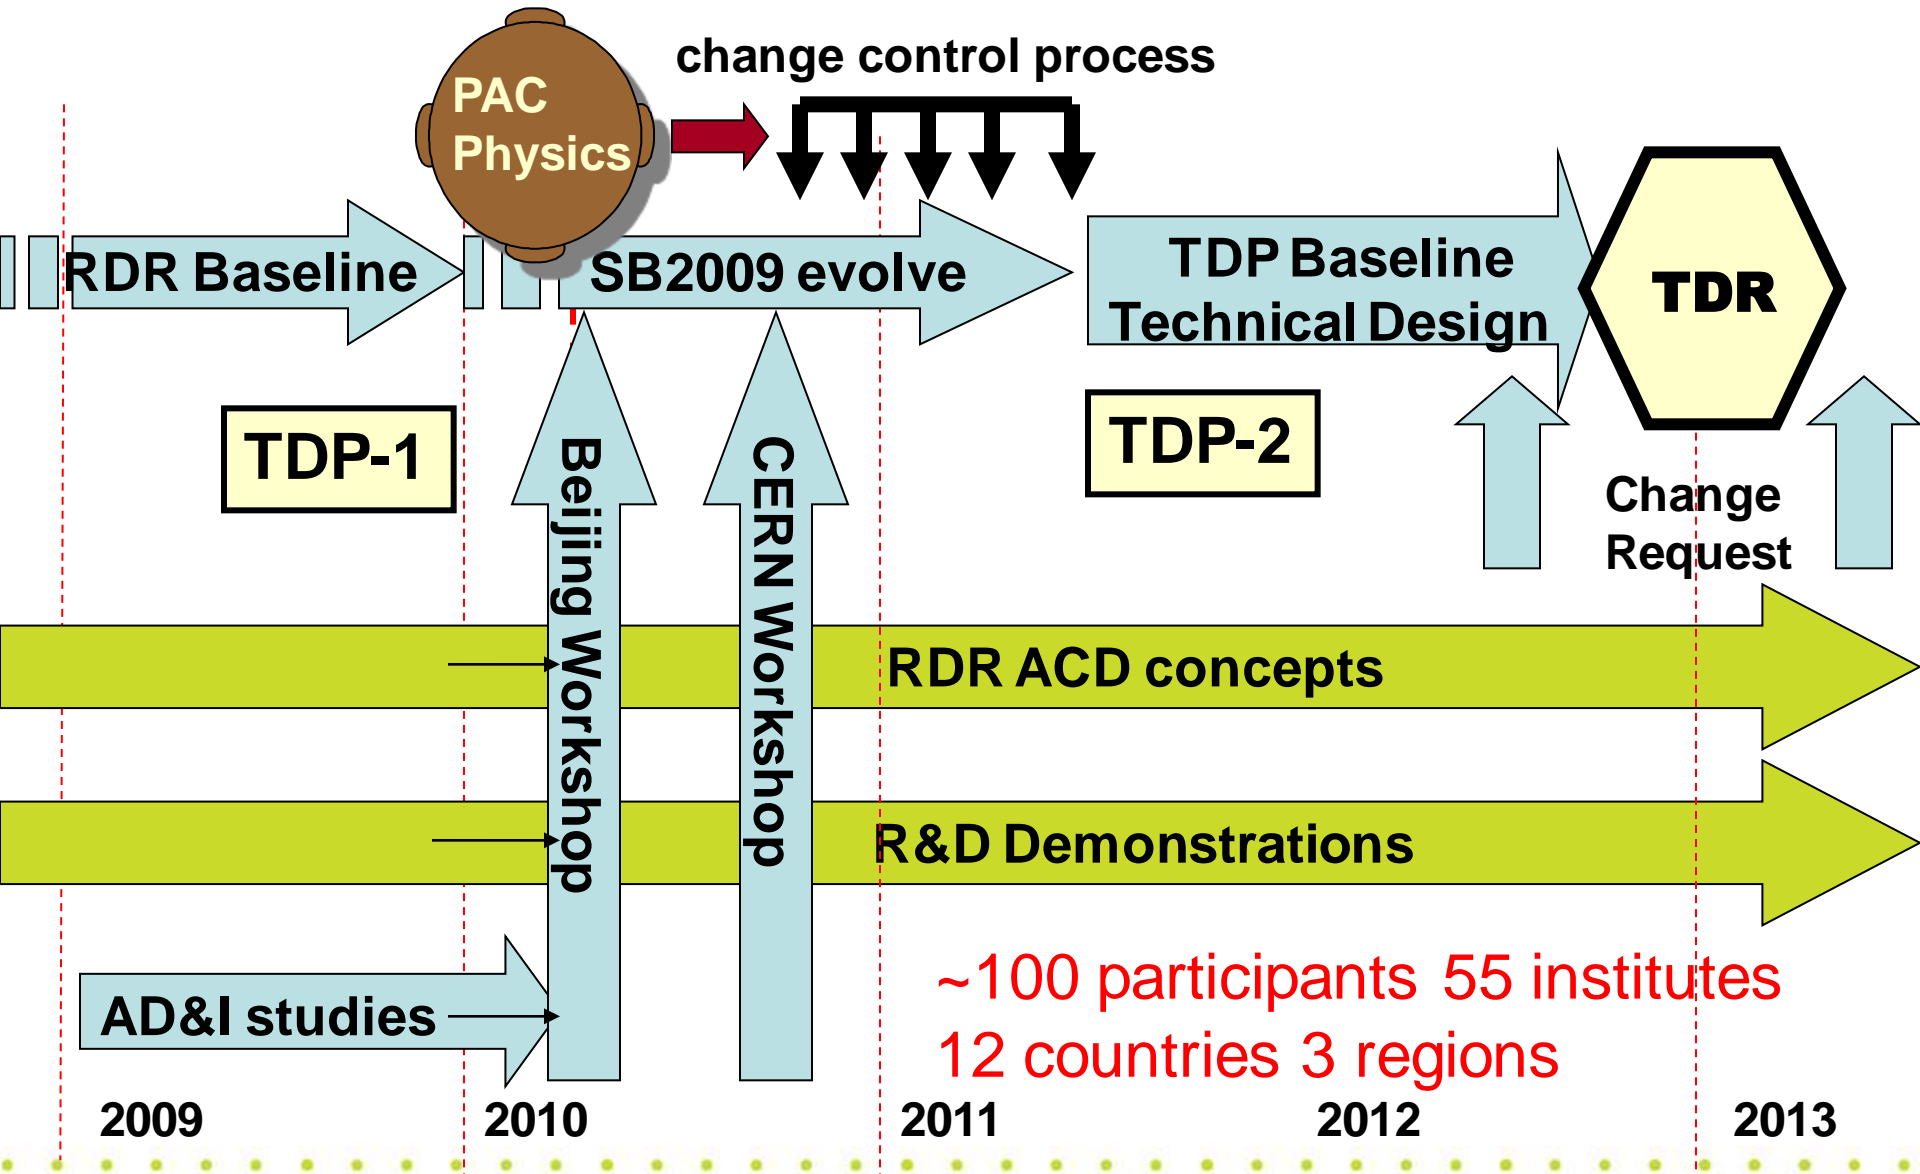 change control process
PAC
Physics
RDR Baseline
SB2009 evolve
TDP Baseline
Technical Design
TDR
TDP-1
TDP-2
Beijing Workshop
CERN Workshop
Change
Request
RDR ACD concepts
R&D Demonstrations
AD&I studies
~100 participants 55 institutes
12 countries 3 regions
2009
2010
2011
2012
2013